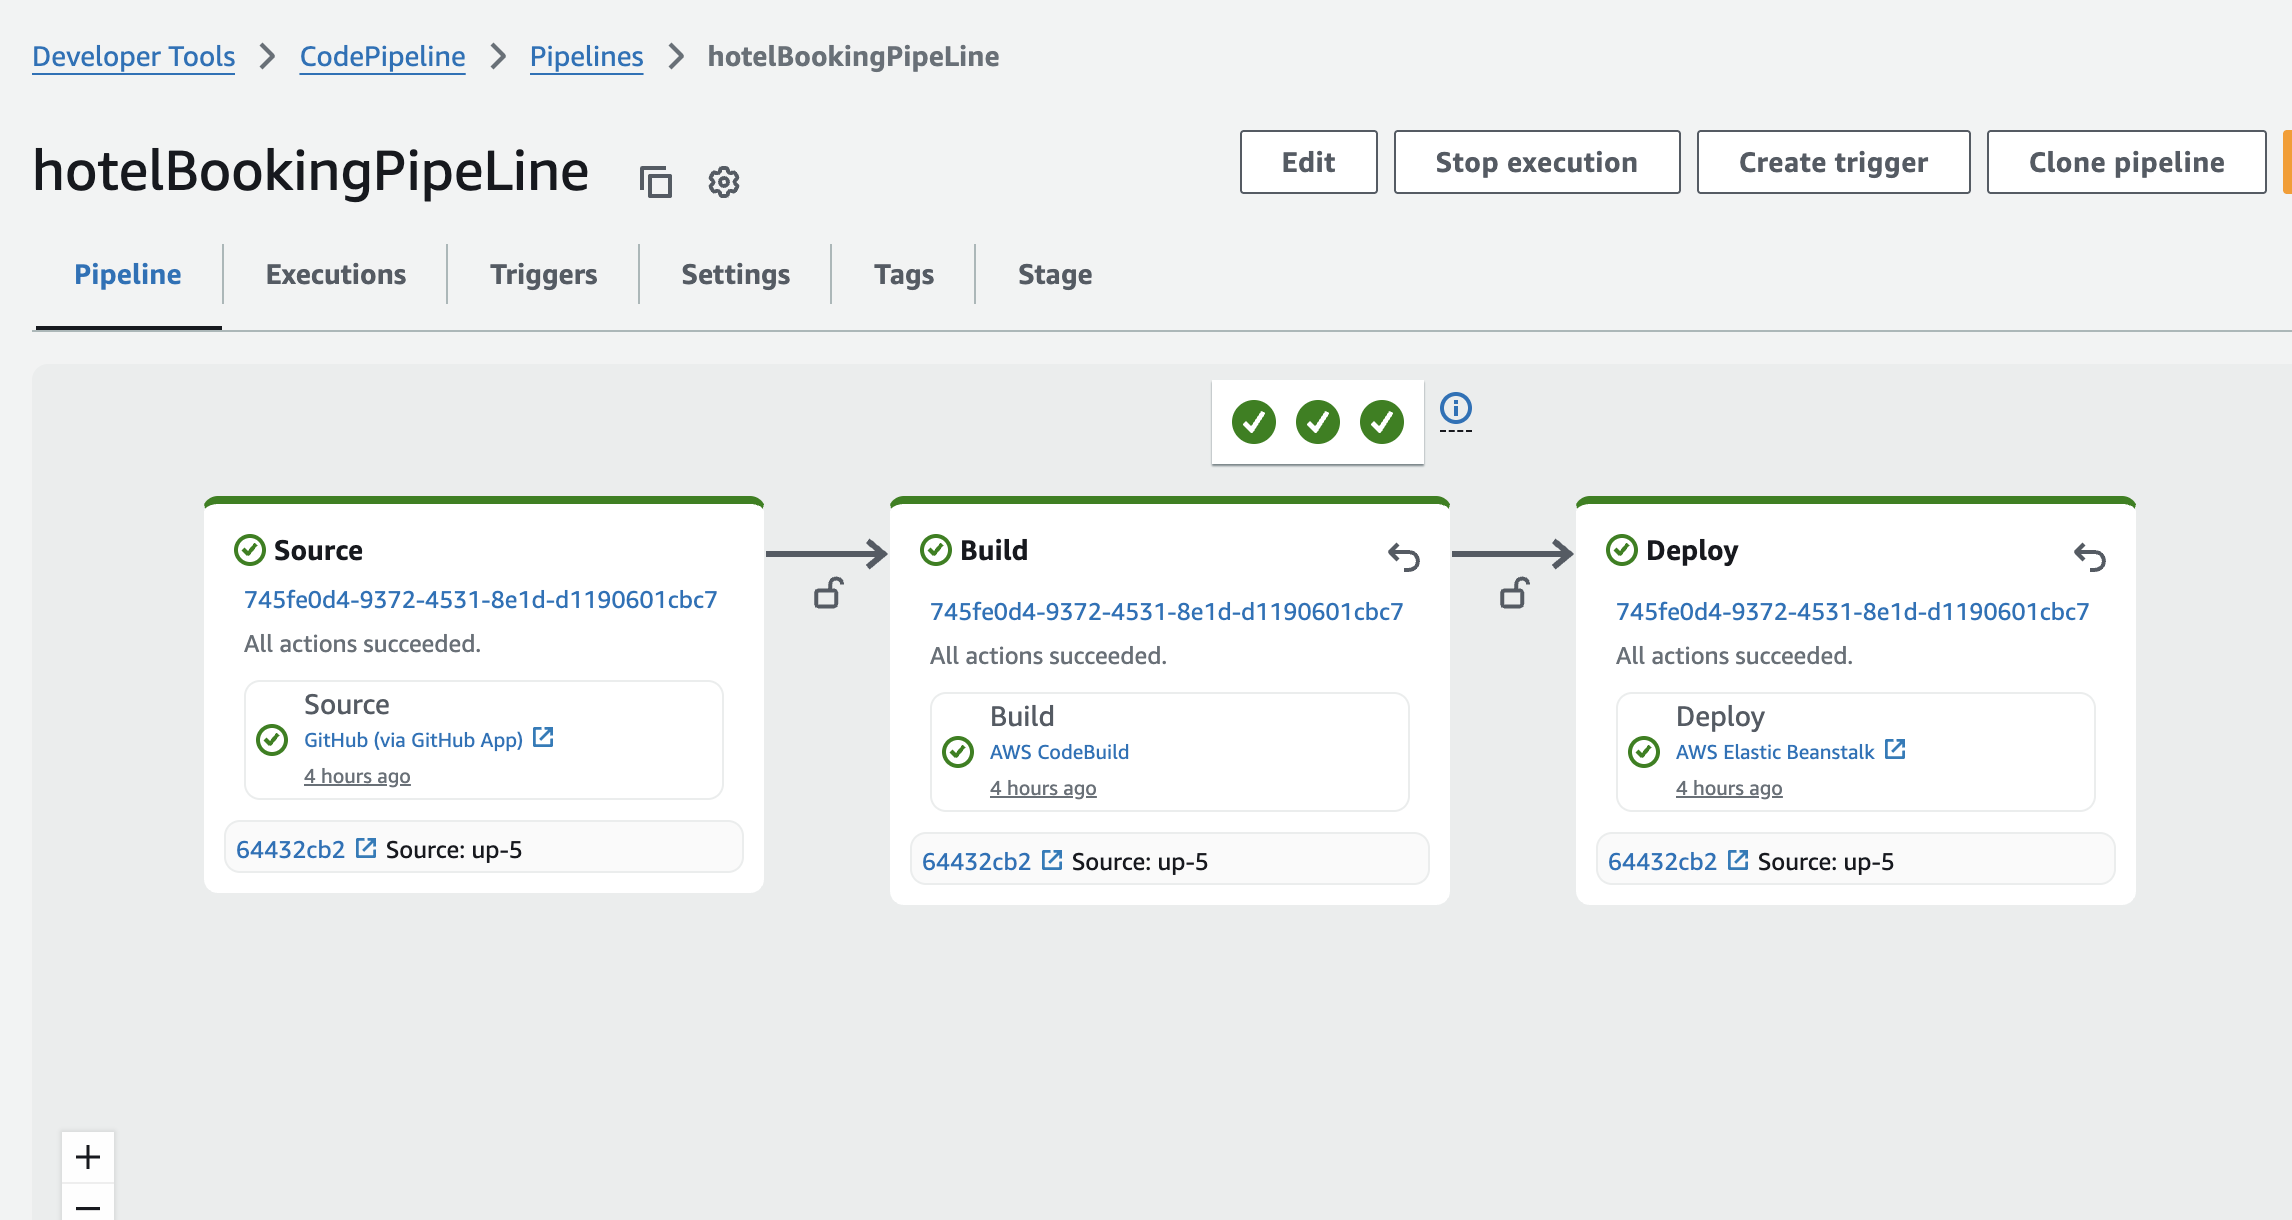 Developer Tools > CodePipeline > Pipelines > hotelBookingPipeLine
hotelBookingPipeLine
Edit
Stop execution
Create trigger
Clone pipeline
Pipeline
Executions
Triggers
Settings
Tags
Stage
Source
745fe0d4-9372-4531-8e1d-d1190601cbc7
All actions succeeded.
Source
GitHub (via GitHub App)
4 hours ago
64432cb2 Source: up-5
Build
745fe0d4-9372-4531-8e1d-d1190601cbc7
All actions succeeded.
Build
AWS CodeBuild
4 hours ago
64432cb2 Source: up-5
Deploy
745fe0d4-9372-4531-8e1d-d1190601cbc7
All actions succeeded.
Deploy
AWS Elastic Beanstalk
4 hours ago
64432cb2 Source: up-5